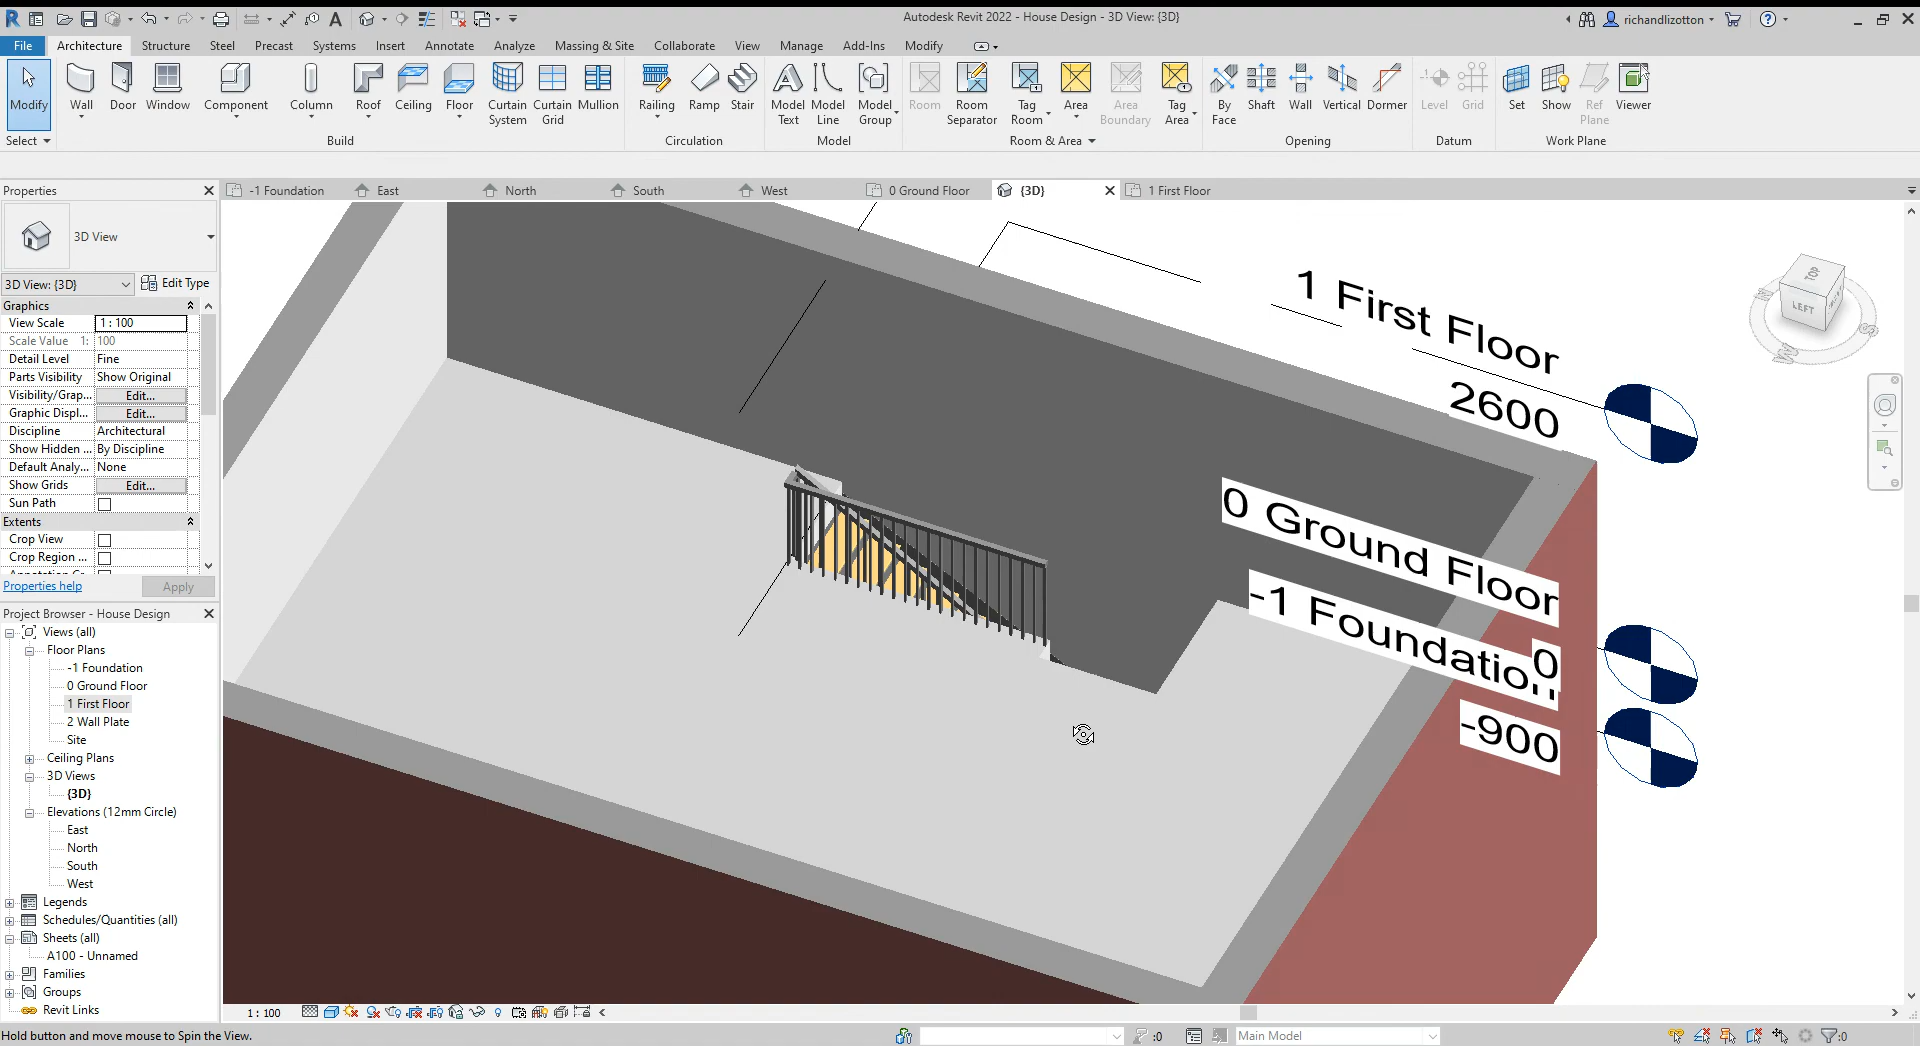 Autodesk Revit 2022 - House Design - 3D View: {3D}
richandlizotton
File Architecture Structure Steel Precast Systems Insert Annotate Analyze Massing & Site Collaborate View Manage Add-Ins Modify
Modify Wall Door Window Component Column Roof Ceiling Floor Curtain System Curtain Grid Mullion Railing Ramp Stair Model Text Model Line Model Group Room Room Separator Tag Room Area Area Boundary Tag Area By Face Shaft Wall Vertical Dormer Level Grid Set Show Ref Plane Viewer
Select Build Circulation Model Room & Area Opening Datum Work Plane
Properties
-1 Foundation East North South West 0 Ground Floor {3D} 1 First Floor
3D View
3D View: {3D} Edit Type
Graphics
View Scale 1 : 100
Scale Value 1: 100
Detail Level Fine
Parts Visibility Show Original
Visibility/Grap... Edit...
Graphic Displ... Edit...
Discipline Architectural
Show Hidden ... By Discipline
Default Analy... None
Show Grids Edit...
Sun Path
Extents
Crop View
Crop Region ...
Properties help Apply
Project Browser - House Design
Views (all)
Floor Plans
-1 Foundation
0 Ground Floor
1 First Floor
2 Wall Plate
Site
Ceiling Plans
3D Views
{3D}
Elevations (12mm Circle)
East
North
South
West
Legends
Schedules/Quantities (all)
Sheets (all)
A100 - Unnamed
Families
Groups
Revit Links
1 First Floor
2600
0 Ground Floor
0
-1 Foundation
-900
TOP
LEFT
1 : 100
Hold button and move mouse to Spin the View.
:0
Main Model
:0